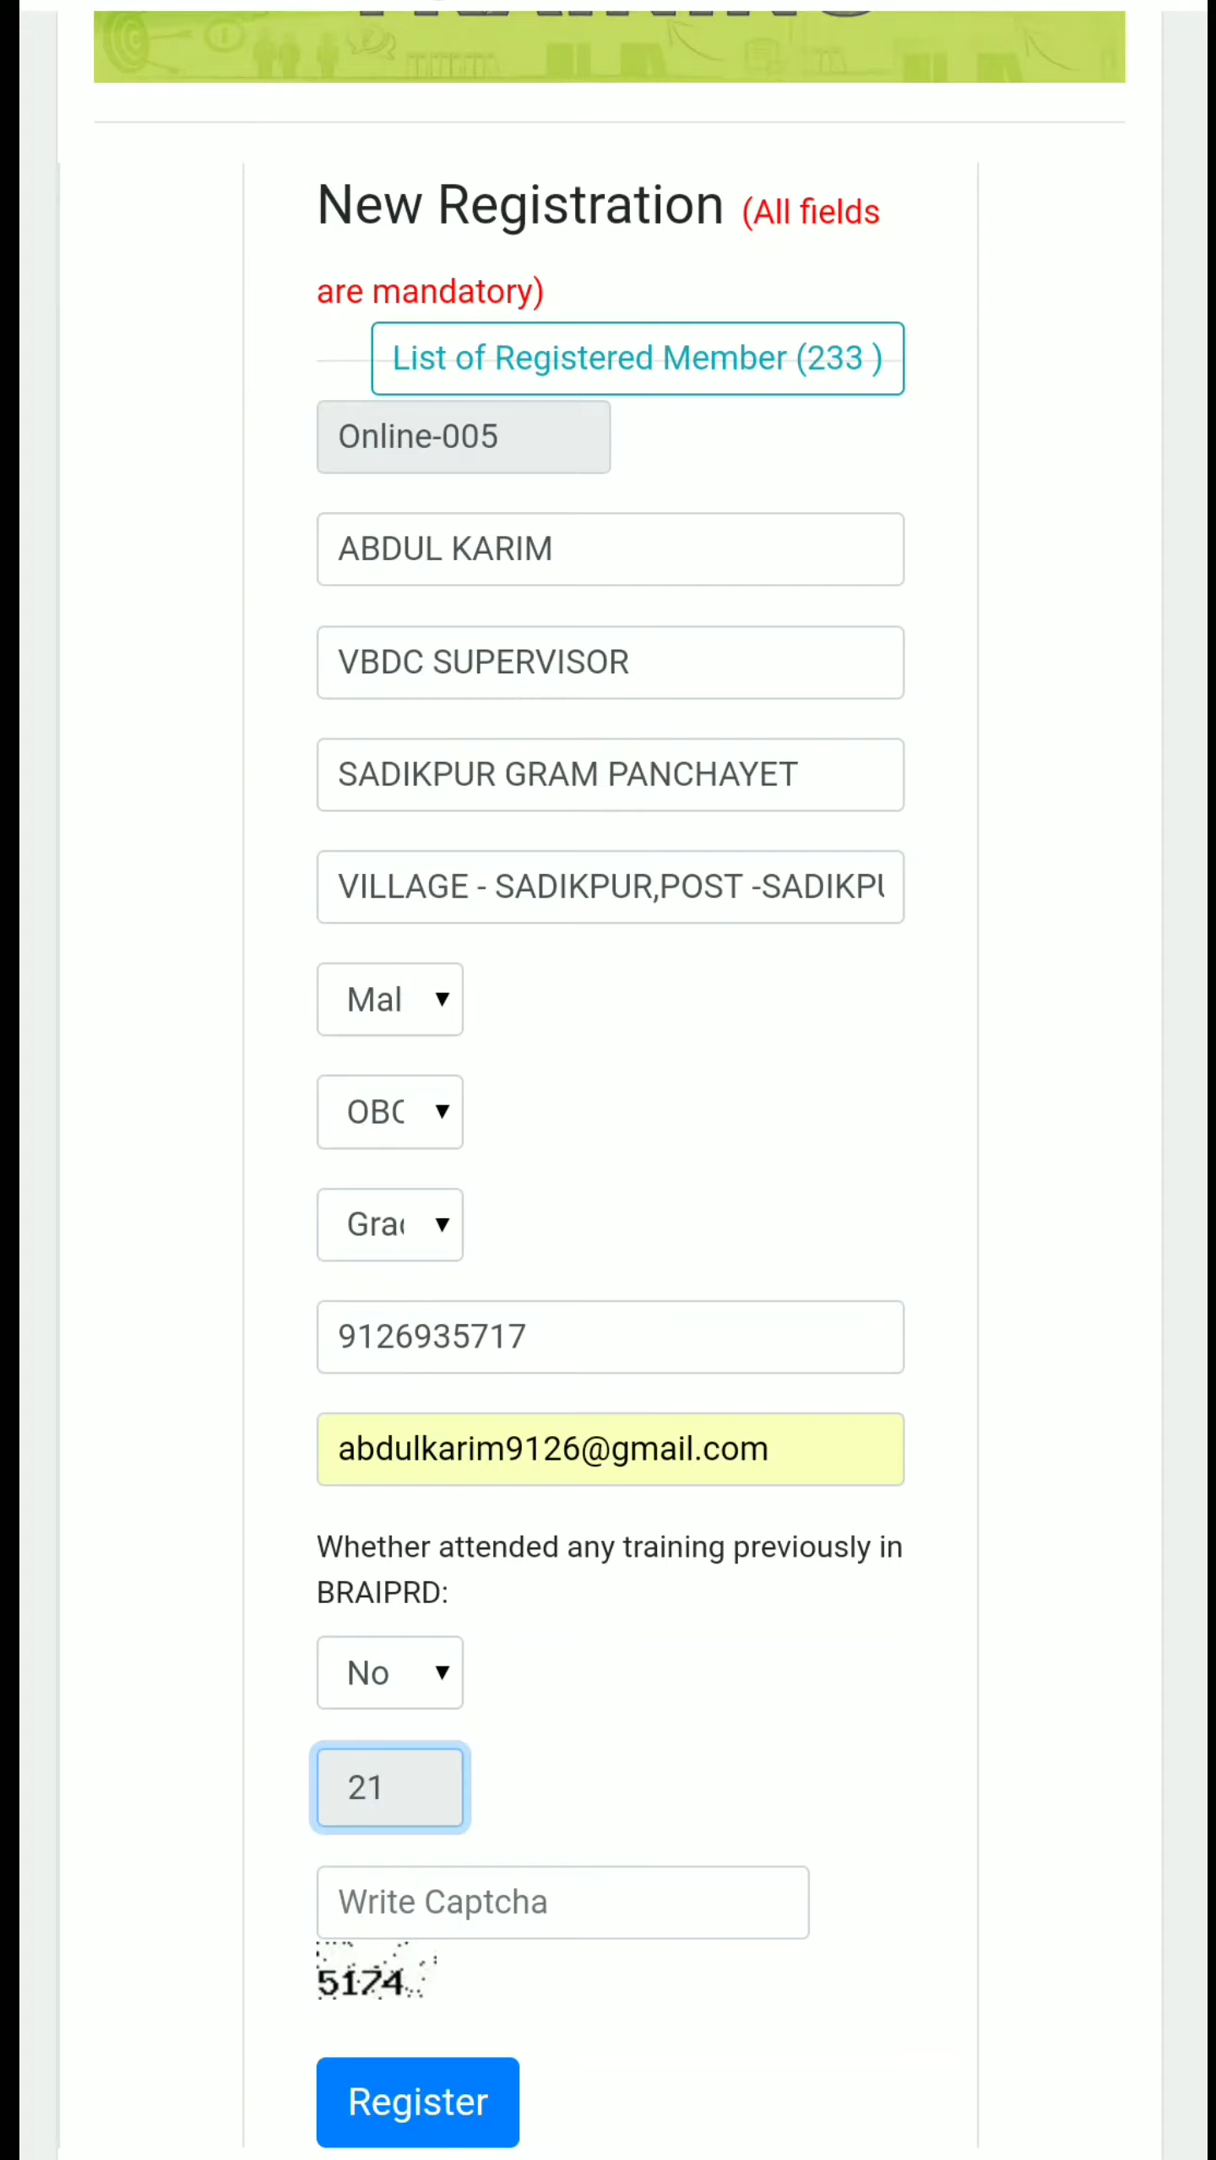 New Registration (All fields
are mandatory)
List of Registered Member (233 )
Online-005
ABDUL KARIM
VBDC SUPERVISOR
SADIKPUR GRAM PANCHAYET
VILLAGE - SADIKPUR,POST -SADIKPU
Mal ▼
OBC ▼
Grad ▼
9126935717
abdulkarim9126@gmail.com
Whether attended any training previously in
BRAIPRD:
No ▼
21
Write Captcha
5174
Register